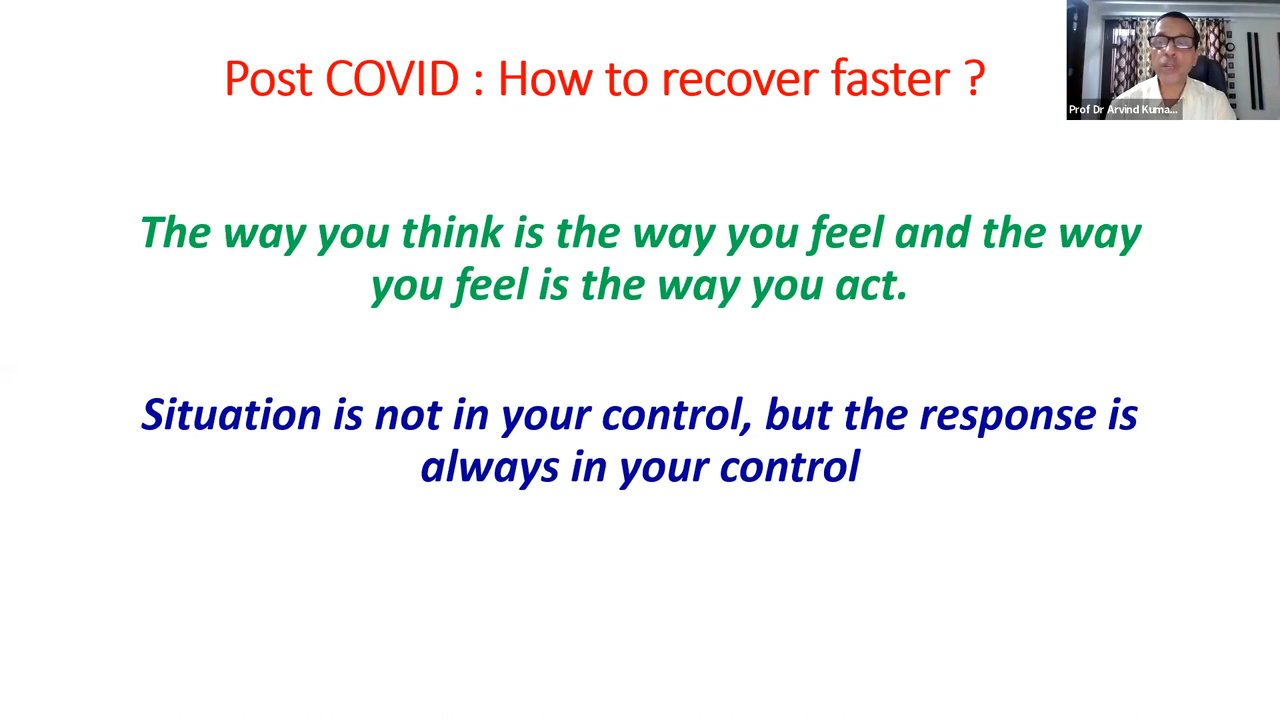 Post COVID : How to recover faster ?
Prof Dr Arvind Kuma...
The way you think is the way you feel and the way
you feel is the way you act.
Situation is not in your control, but the response is
always in your control